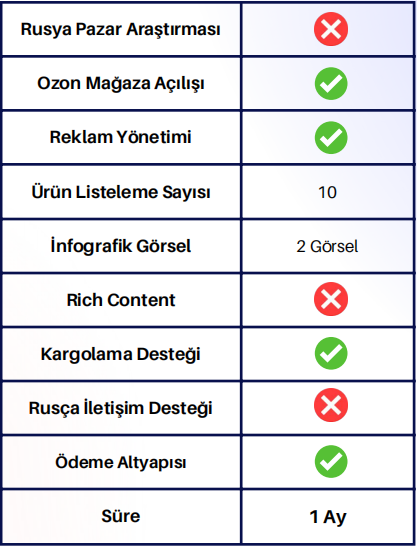 Rusya Pazar Araştırması
Ozon Mağaza Açılışı
Reklam Yönetimi
Ürün Listeleme Sayısı 10
İnfografik Görsel 2 Görsel
Rich Content
Kargolama Desteği
Rusça İletişim Desteği
Ödeme Altyapısı
Süre 1 Ay